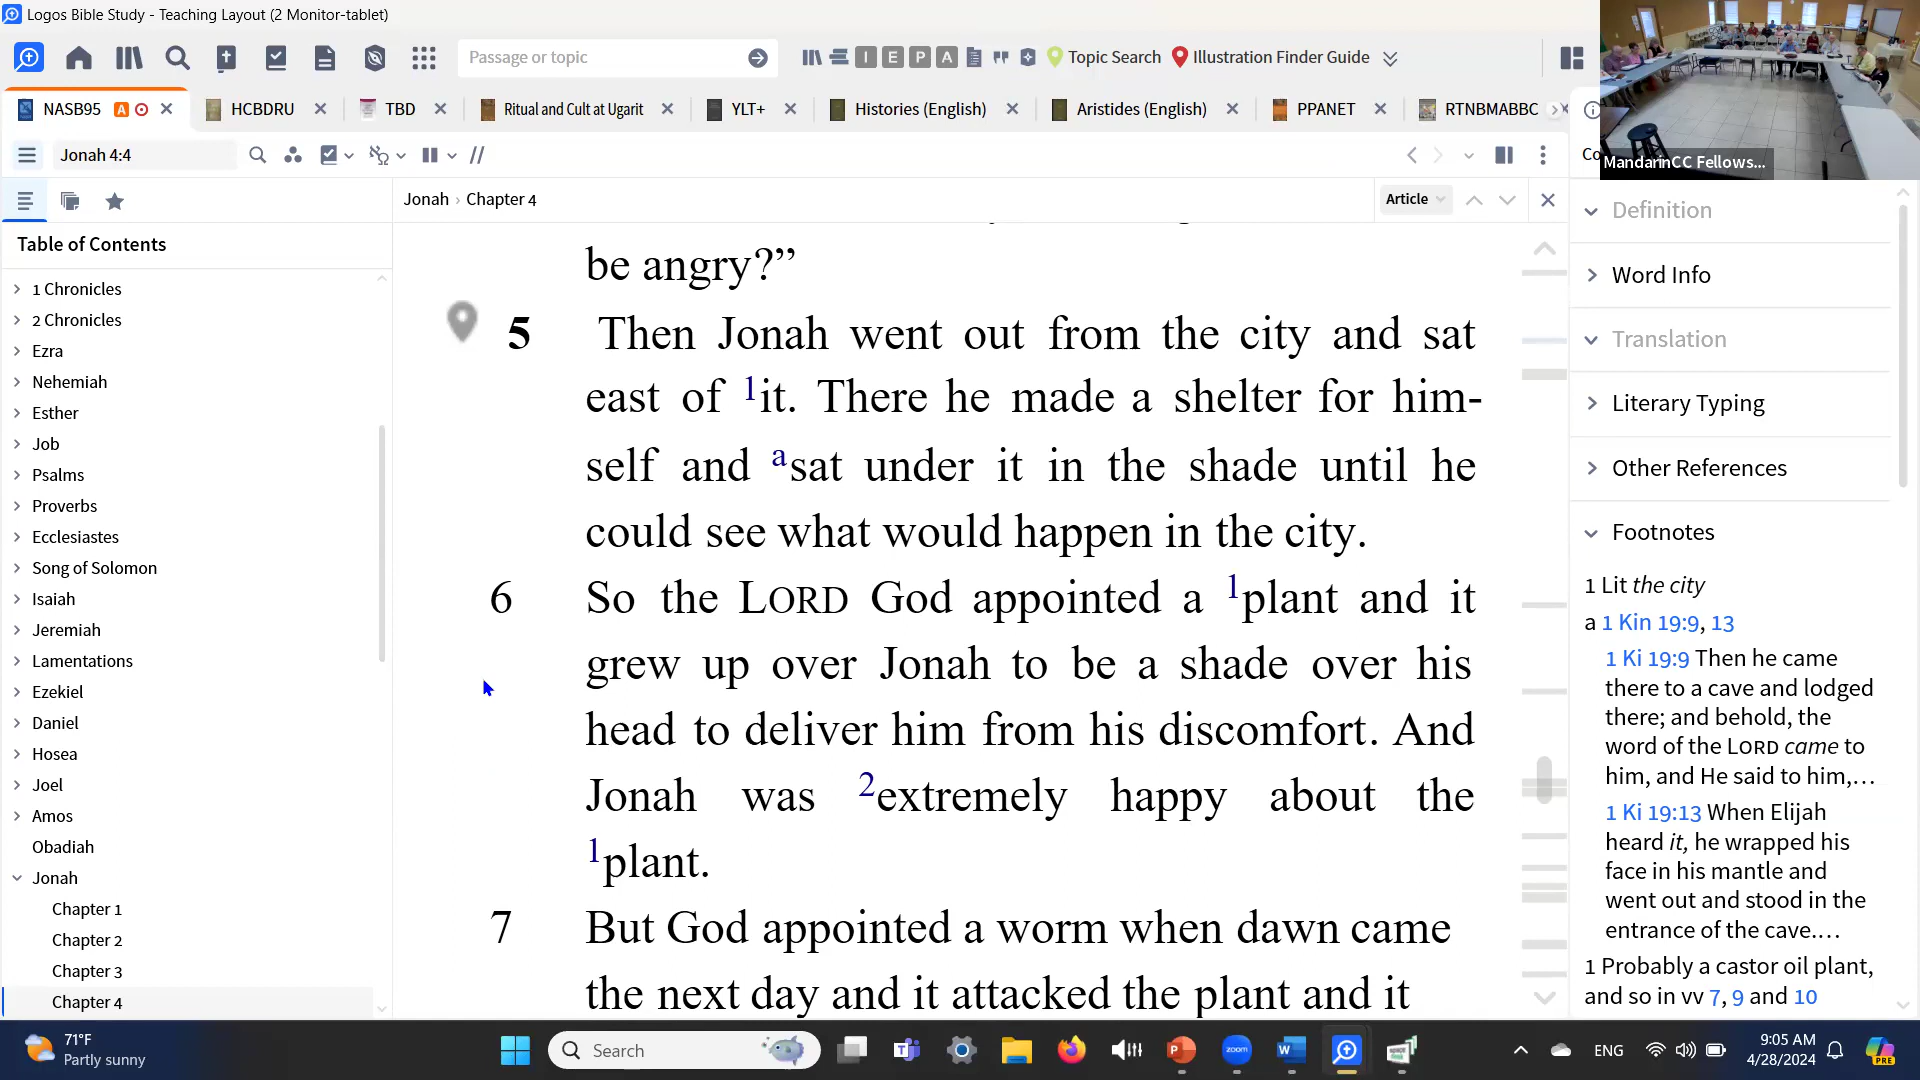 Logos Bible Study - Teaching Layout (2 Monitor-tablet)
Passage or topic
I E P A
Topic Search
Illustration Finder Guide
NASB95 A
HCBDRU
TBD
Ritual and Cult at Ugarit
YLT+
Histories (English)
Aristides (English)
PPANET
RTNBMABBC
Jonah 4:4
Co
MandarinCC Fellows...
Jonah › Chapter 4
Article
Table of Contents
1 Chronicles
2 Chronicles
Ezra
Nehemiah
Esther
Job
Psalms
Proverbs
Ecclesiastes
Song of Solomon
Isaiah
Jeremiah
Lamentations
Ezekiel
Daniel
Hosea
Joel
Amos
Obadiah
Jonah
Chapter 1
Chapter 2
Chapter 3
Chapter 4
be angry?”
5 Then Jonah went out from the city and sat
east of 1it. There he made a shelter for him-
self and asat under it in the shade until he
could see what would happen in the city.
6 So the LORD God appointed a 1plant and it
grew up over Jonah to be a shade over his
head to deliver him from his discomfort. And
Jonah was 2extremely happy about the
1plant.
7 But God appointed a worm when dawn came
the next day and it attacked the plant and it
Definition
Word Info
Translation
Literary Typing
Other References
Footnotes
1 Lit the city
a 1 Kin 19:9, 13
1 Ki 19:9 Then he came
there to a cave and lodged
there; and behold, the
word of the LORD came to
him, and He said to him,…
1 Ki 19:13 When Elijah
heard it, he wrapped his
face in his mantle and
went out and stood in the
entrance of the cave.…
1 Probably a castor oil plant,
and so in vv 7, 9 and 10
71°F
Partly sunny
Search
zoom
ENG
9:05 AM
4/28/2024
PRE